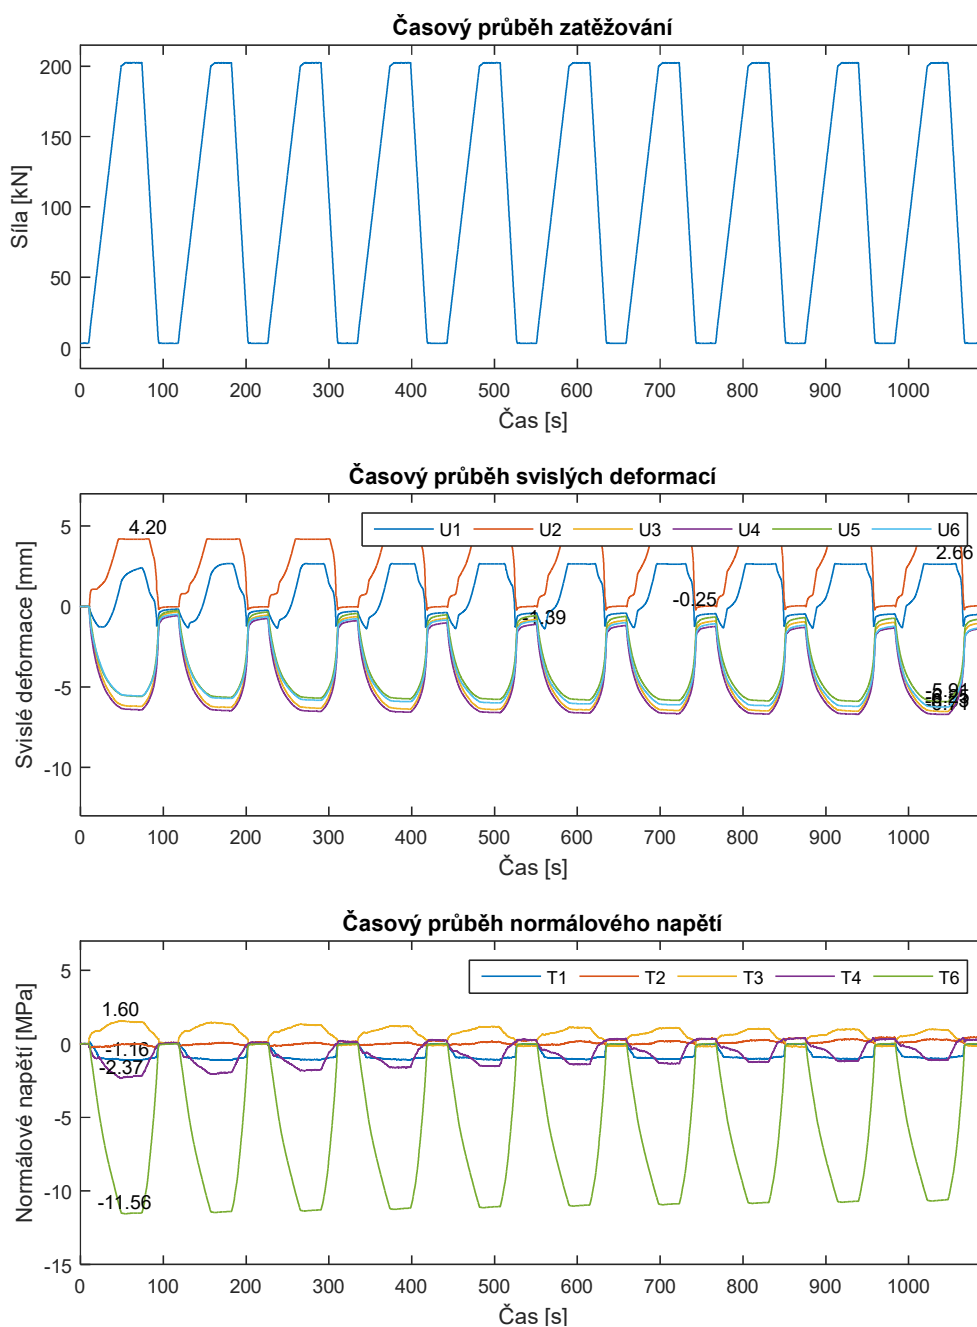 Časový průběh zatěžování
200
150
100
50
0
Síla [kN]
0 100 200 300 400 500 600 700 800 900 1000
Čas [s]
Časový průběh svislých deformací
5
0
-5
-10
Svislé deformace [mm]
U1 U2 U3 U4 U5 U6
4.20
2.66
-0.25
-1.39
-5.91
0 100 200 300 400 500 600 700 800 900 1000
Čas [s]
Časový průběh normálového napětí
5
0
-5
-10
-15
Normálové napětí [MPa]
T1 T2 T3 T4 T6
1.60
-1.16
-2.37
-11.56
0 100 200 300 400 500 600 700 800 900 1000
Čas [s]